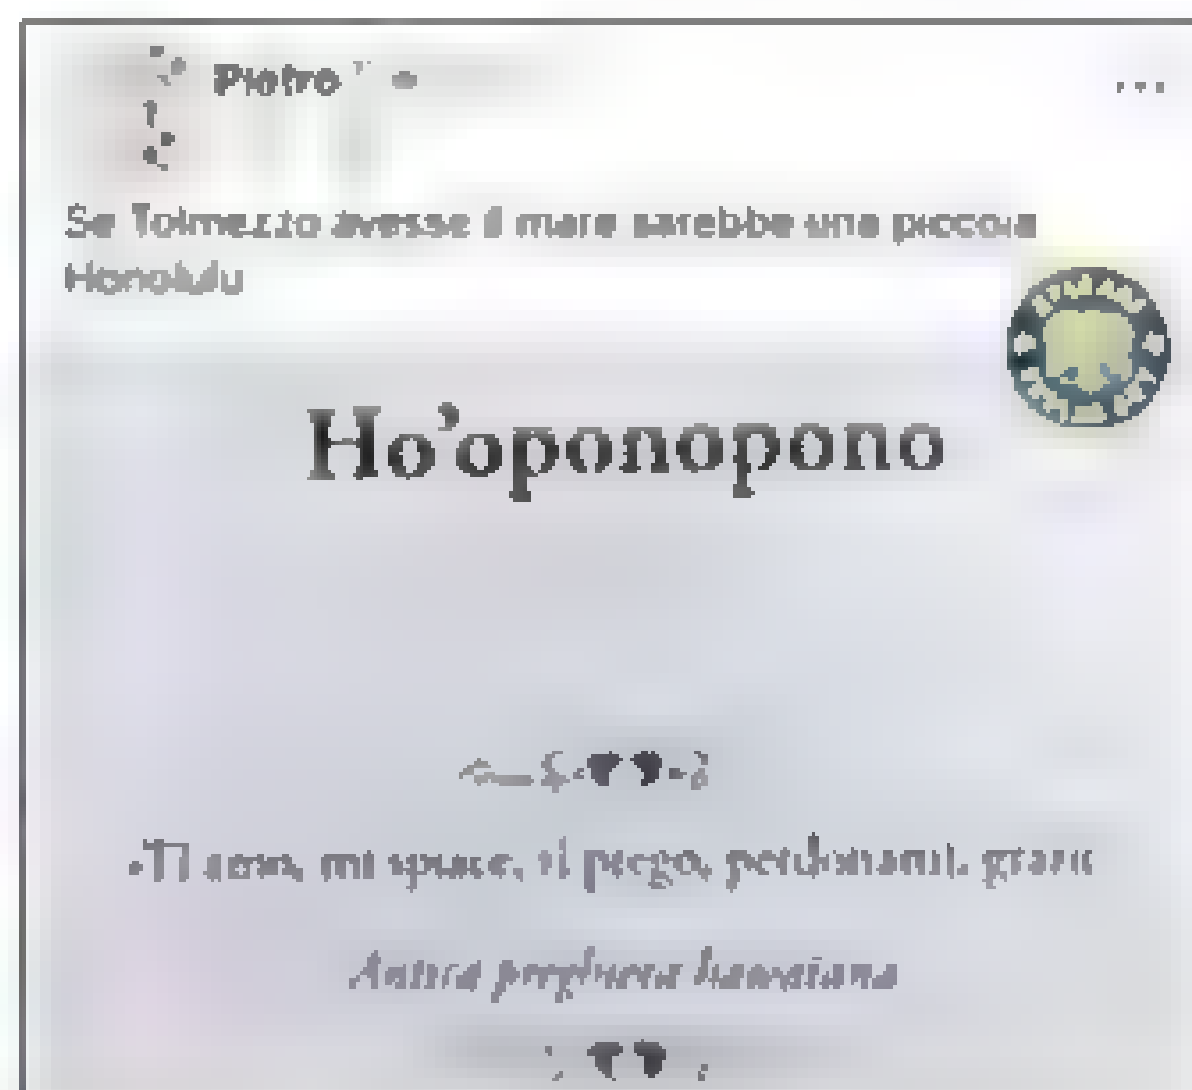 Pietro
Se Tolmezzo avesse il mare sarebbe una piccola
Honolulu
Ho'oponopono
"Ti amo, mi spiace, ti prego, perdonami, grazie
Antica preghiera hawaiana